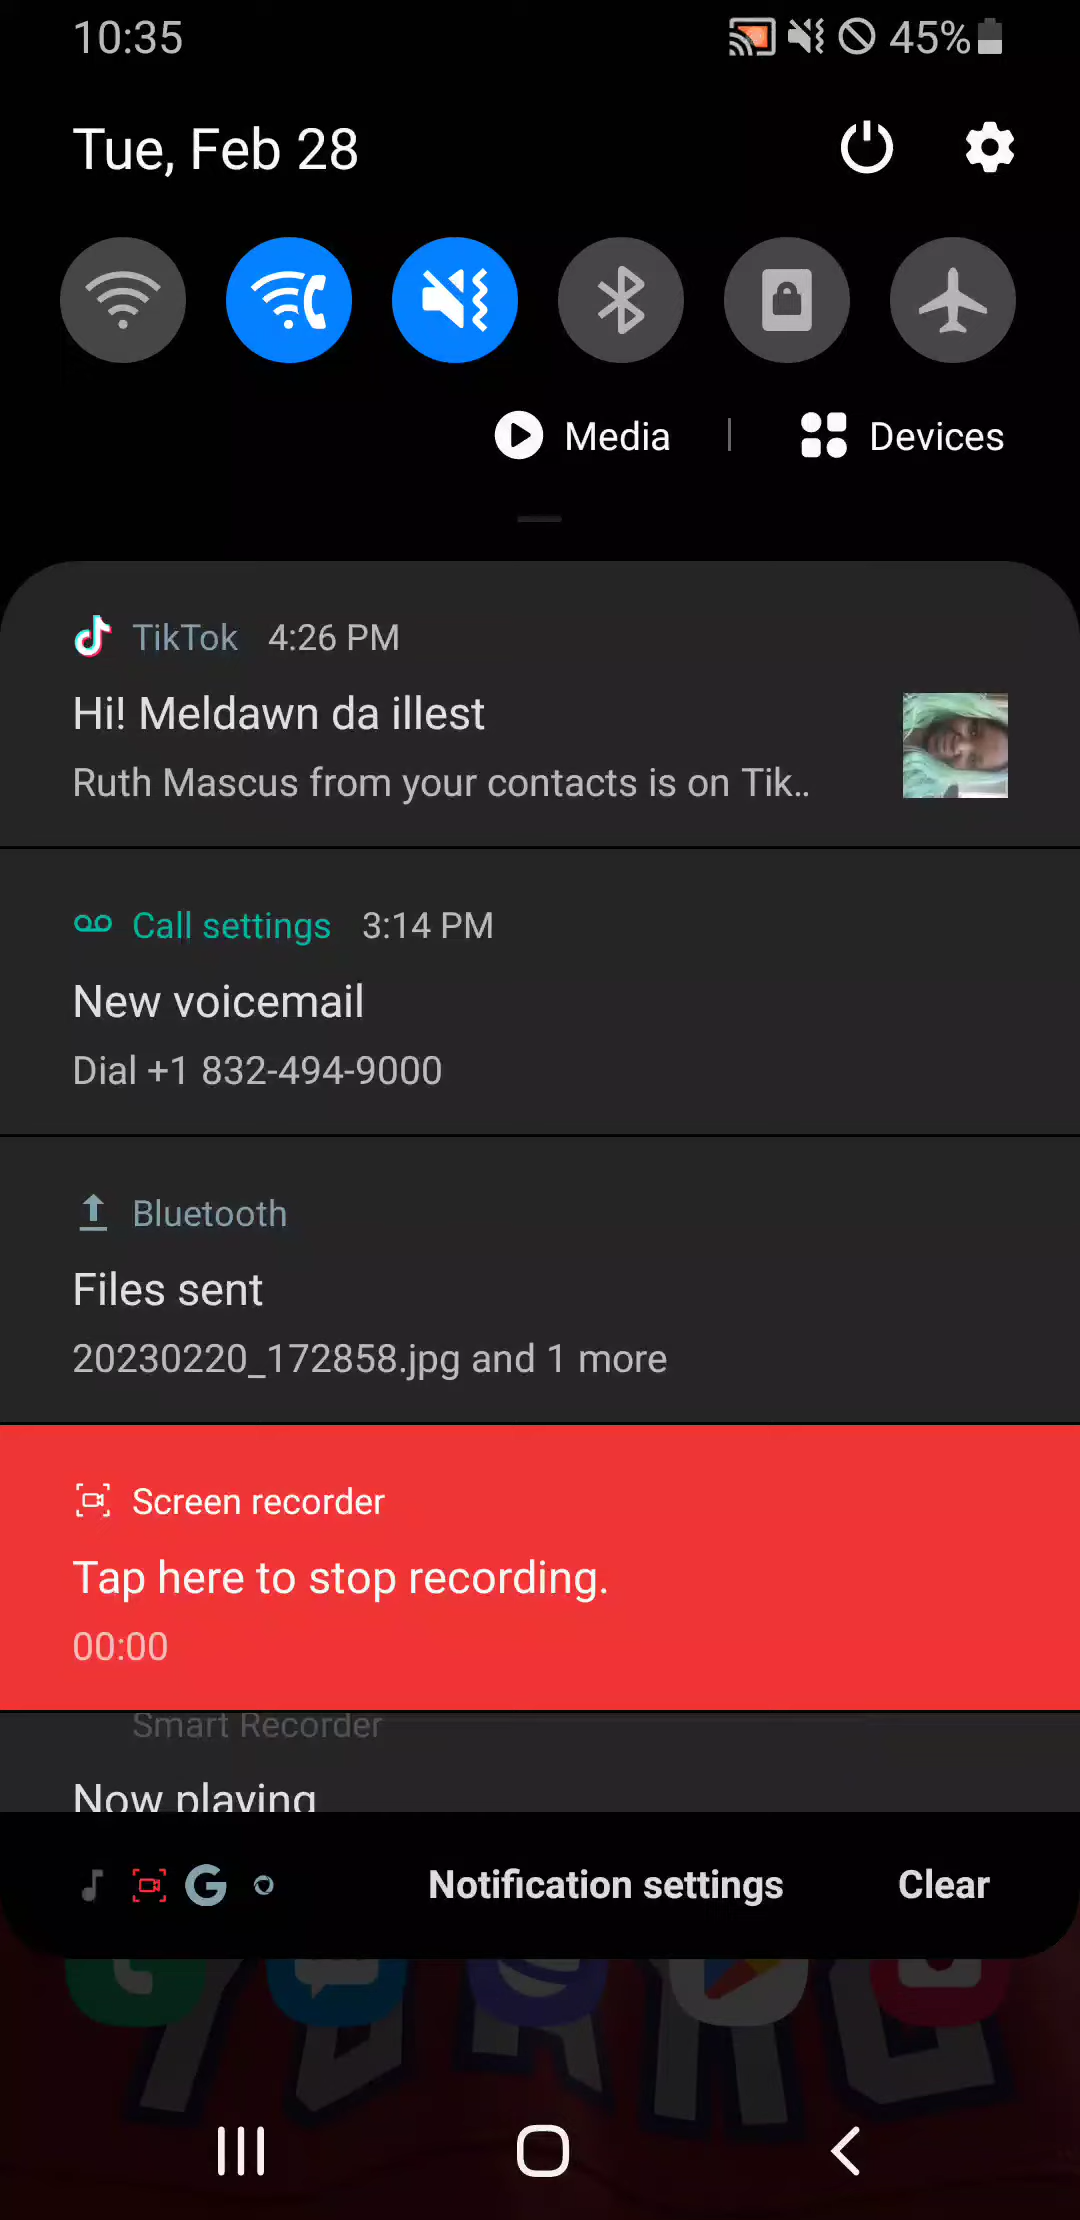 10:35
45%
Tue, Feb 28
Media | Devices
TikTok 4:26 PM
Hi! Meldawn da illest
Ruth Mascus from your contacts is on Tik..
Call settings 3:14 PM
New voicemail
Dial +1 832-494-9000
Bluetooth
Files sent
20230220_172858.jpg and 1 more
Screen recorder
Tap here to stop recording.
00:00
Smart Recorder
Now playing
Notification settings
Clear